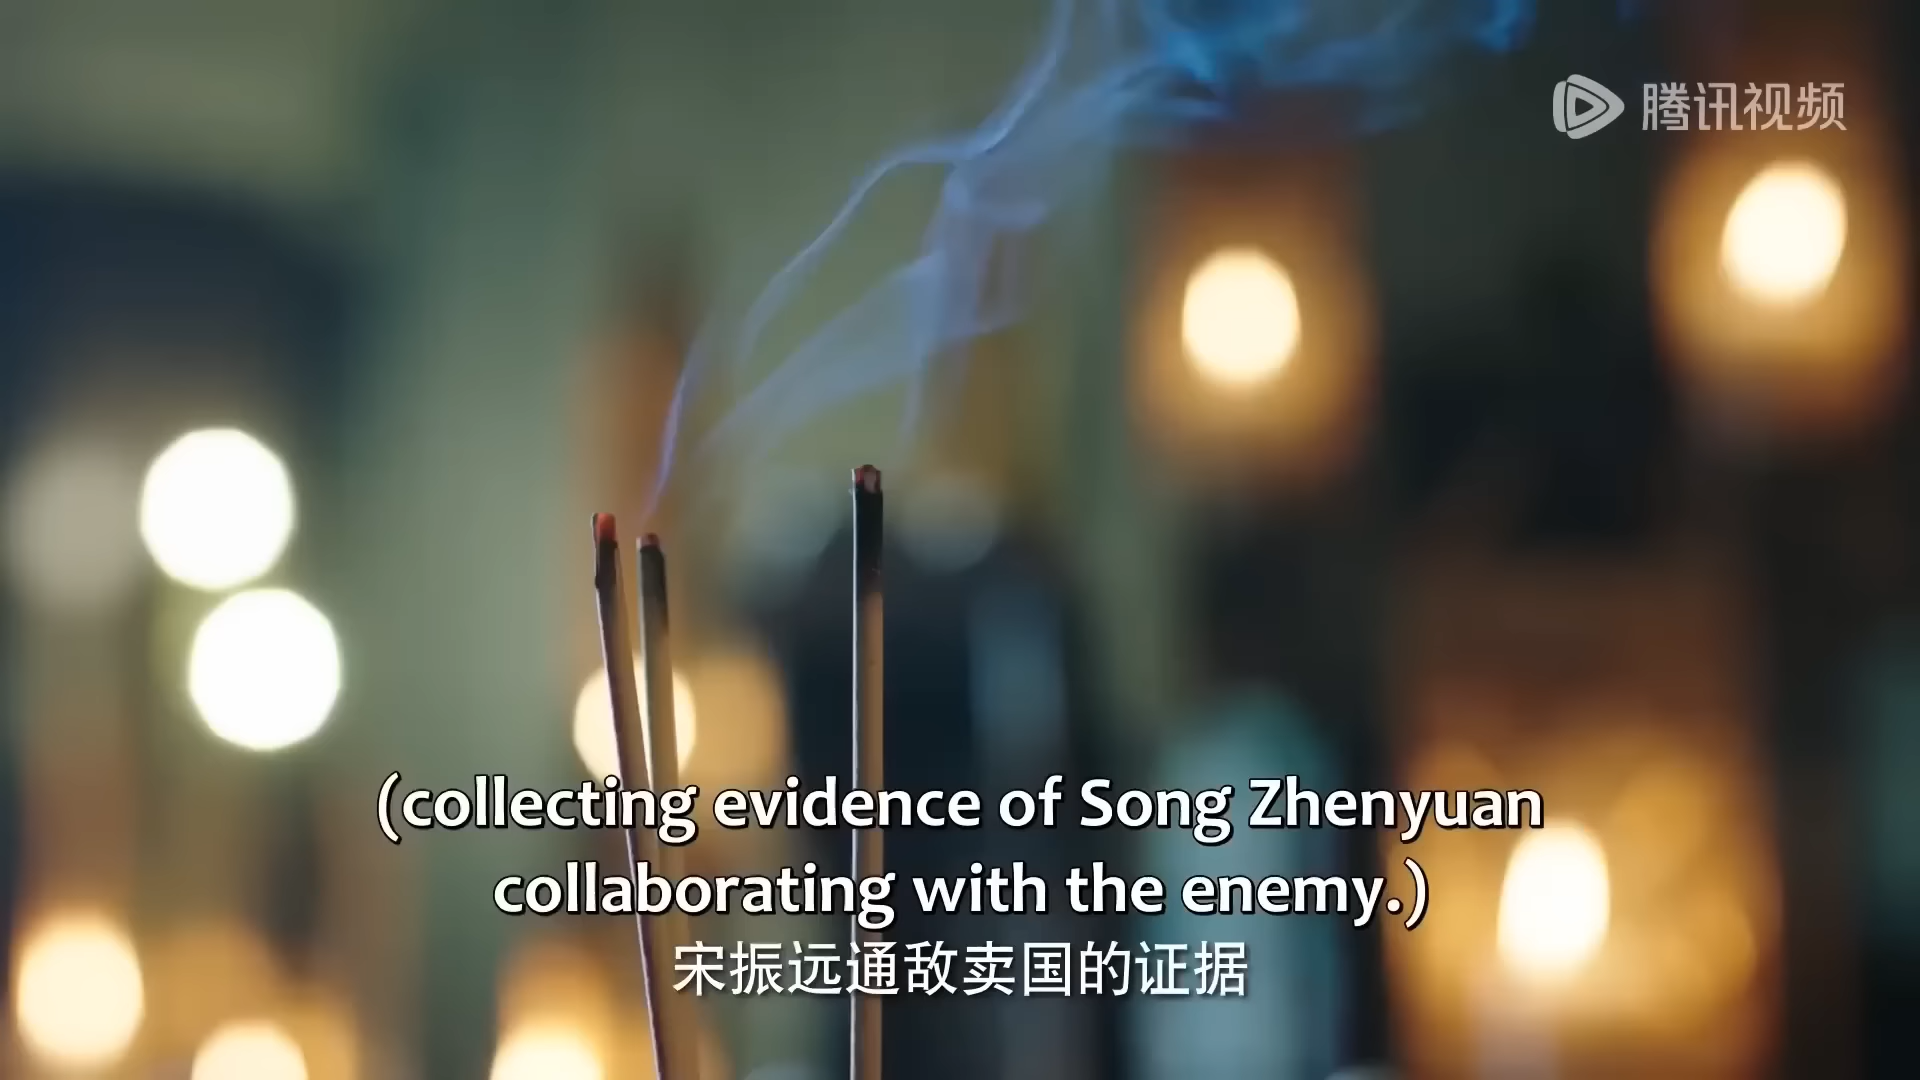 腾讯视频
(collecting evidence of Song Zhenyuan
collaborating with the enemy.)
宋振远通敌卖国的证据